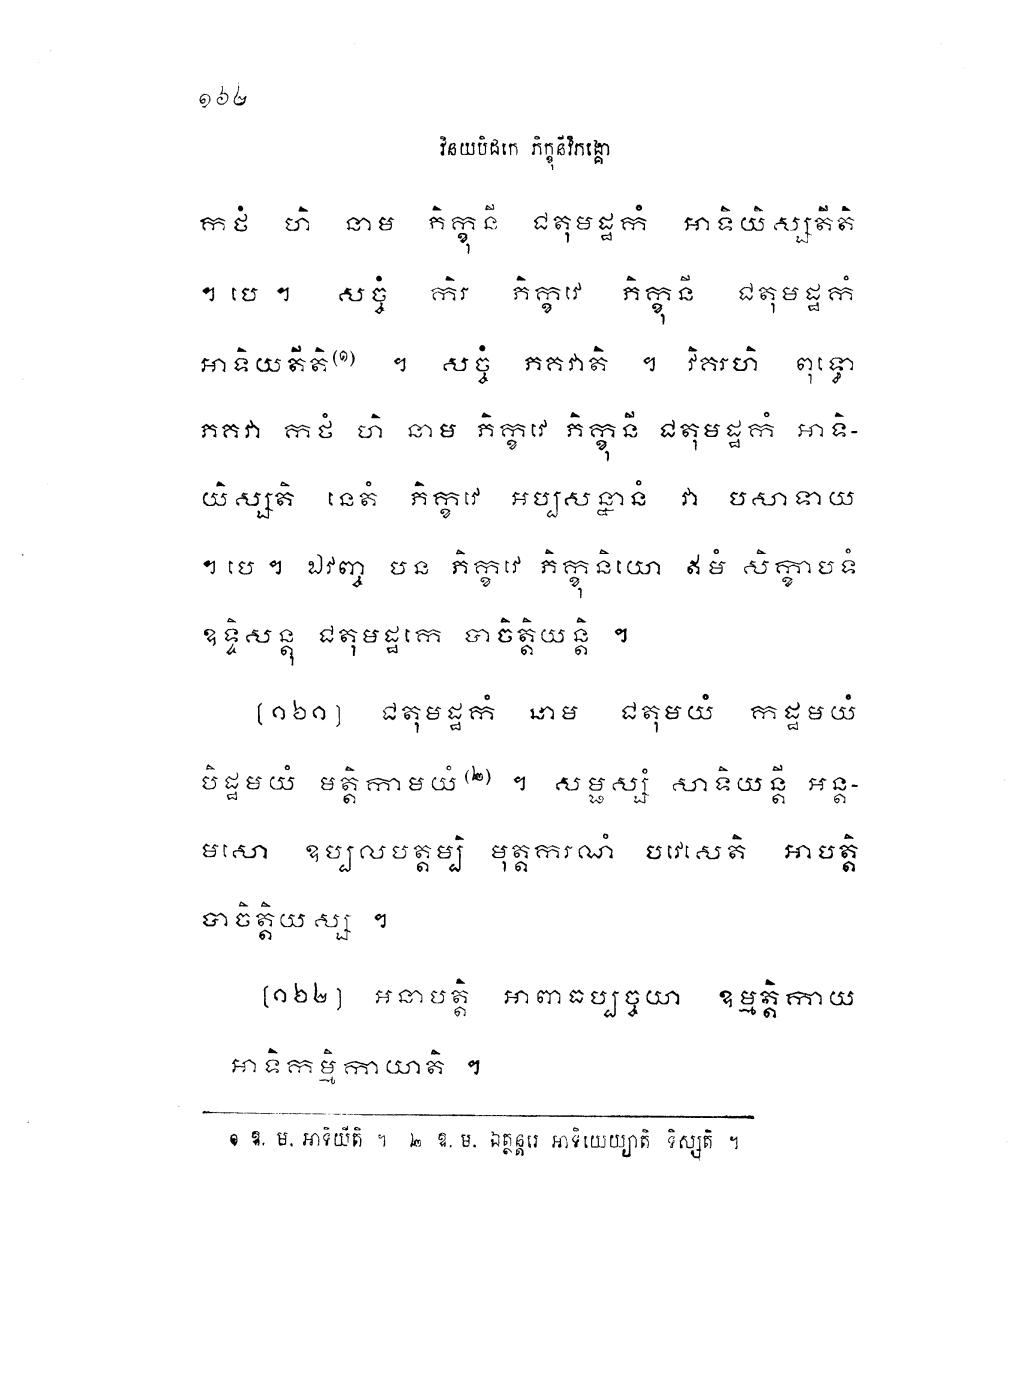 ១៦៤
វិនយបិដកេ ភិក្ខុនីវិភង្គោ
កថំ ហិ នាម ភិក្ខុនី ជតុមដ្ឋកំ អាទិយិស្សតីតិ
។ បេ ។ សច្ចំ កិរ ភិក្ខវេ ភិក្ខុនី ជតុមដ្ឋកំ
អាទិយតីតិ(១) ។ សច្ចំ ភគវាតិ ។ វិគរហិ ពុទ្ធោ
ភគវា កថំ ហិ នាម ភិក្ខវេ ភិក្ខុនី ជតុមដ្ឋកំ អាទិ-
យិស្សតិ នេតំ ភិក្ខវេ អប្បសន្នានំ វា បសាទាយ
។ បេ ។ ឯវញ្ច បន ភិក្ខវេ ភិក្ខុនិយោ ឥមំ សិក្ខាបទំ
ឧទ្ទិសន្តុ ជតុមដ្ឋកេ បាចិត្តិយន្តិ ។
[១៦១] ជតុមដ្ឋកំ នាម ជតុមយំ កដ្ឋមយំ
បិដ្ឋមយំ មត្តិកាមយំ(២) ។ សម្ផស្សំ សាទិយន្តី អន្ត-
មសោ ឧប្បលបត្តម្បិ មុត្តករណំ បវេសេតិ អាបត្តិ
បាចិត្តិយស្ស ។
[១៦២] អនាបត្តិ អាពាធប្បច្ចយា ឧម្មត្តិកាយ
អាទិកម្មិកាយាតិ ។
១ ឱ. ម. អាទិយីតិ ។ ២ ឱ. ម. ឯត្ថន្តរេ អាទិយេយ្យាតិ ទិស្សតិ ។